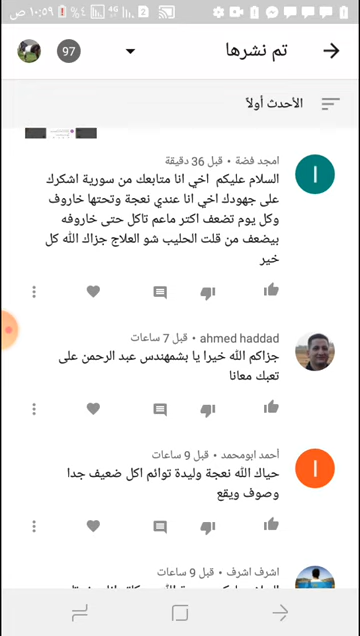 ١٠:٥٩ ص
٤%
4G
2
تم نشرها
97
الأحدث أولاً
امجد فضة • قبل 36 دقيقة
السلام عليكم اخي انا متابعك من سورية اشكرك
على جهودك اخي انا عندي نعجة وتحتها خاروف
وكل يوم تضعف اكتر ماعم تاكل حتى خاروفه
بيضعف من قلت الحليب شو العلاج جزاك الله كل
خير
ahmed haddad • قبل 7 ساعات
جزاكم الله خيرا يا بشمهندس عبد الرحمن على
تعبك معانا
أحمد ابومحمد • قبل 9 ساعات
حياك الله نعجة وليدة توائم اكل ضعيف جدا
وصوف ويقع
اشرف اشرف • قبل 9 ساعات